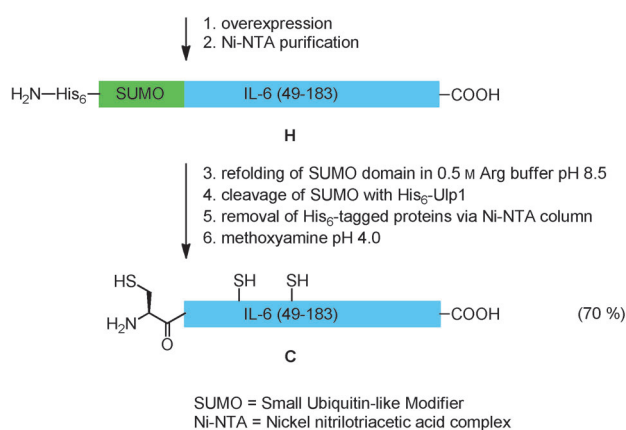 1. overexpression
2. Ni-NTA purification
H₂N–His₆– SUMO IL-6 (49-183) –COOH
H
3. refolding of SUMO domain in 0.5 M Arg buffer pH 8.5
4. cleavage of SUMO with His₆-Ulp1
5. removal of His₆-tagged proteins via Ni-NTA column
6. methoxyamine pH 4.0
HS SH SH
H₂N O IL-6 (49-183) –COOH (70 %)
C
SUMO = Small Ubiquitin-like Modifier
Ni-NTA = Nickel nitrilotriacetic acid complex